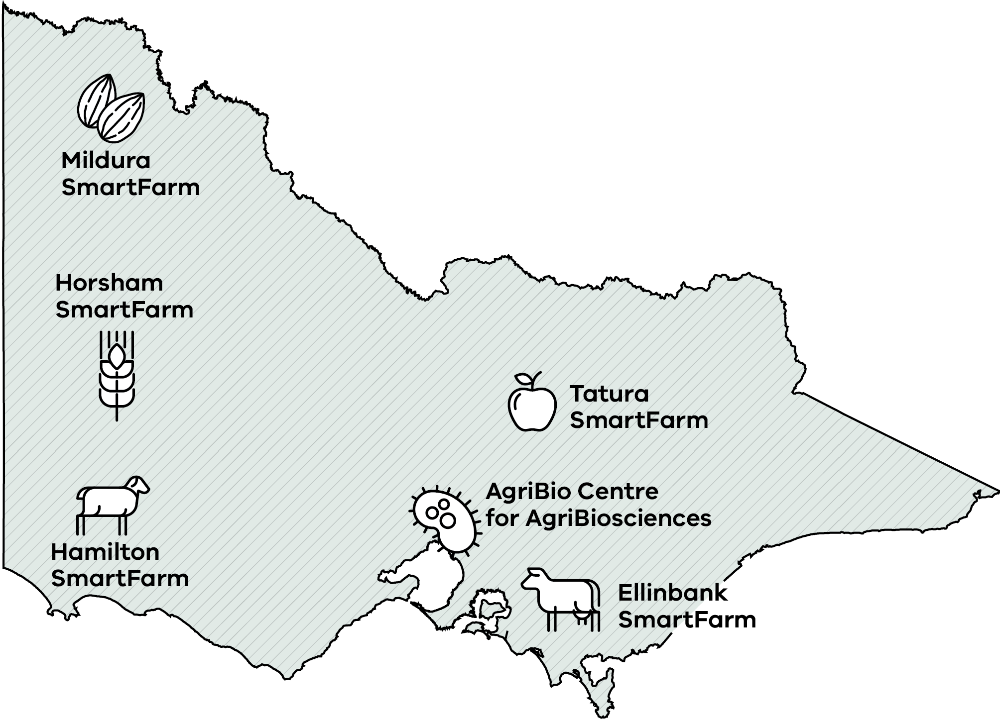 Mildura
SmartFarm
Horsham
SmartFarm
Tatura
SmartFarm
AgriBio Centre
for AgriBiosciences
Hamilton
SmartFarm
Ellinbank
SmartFarm